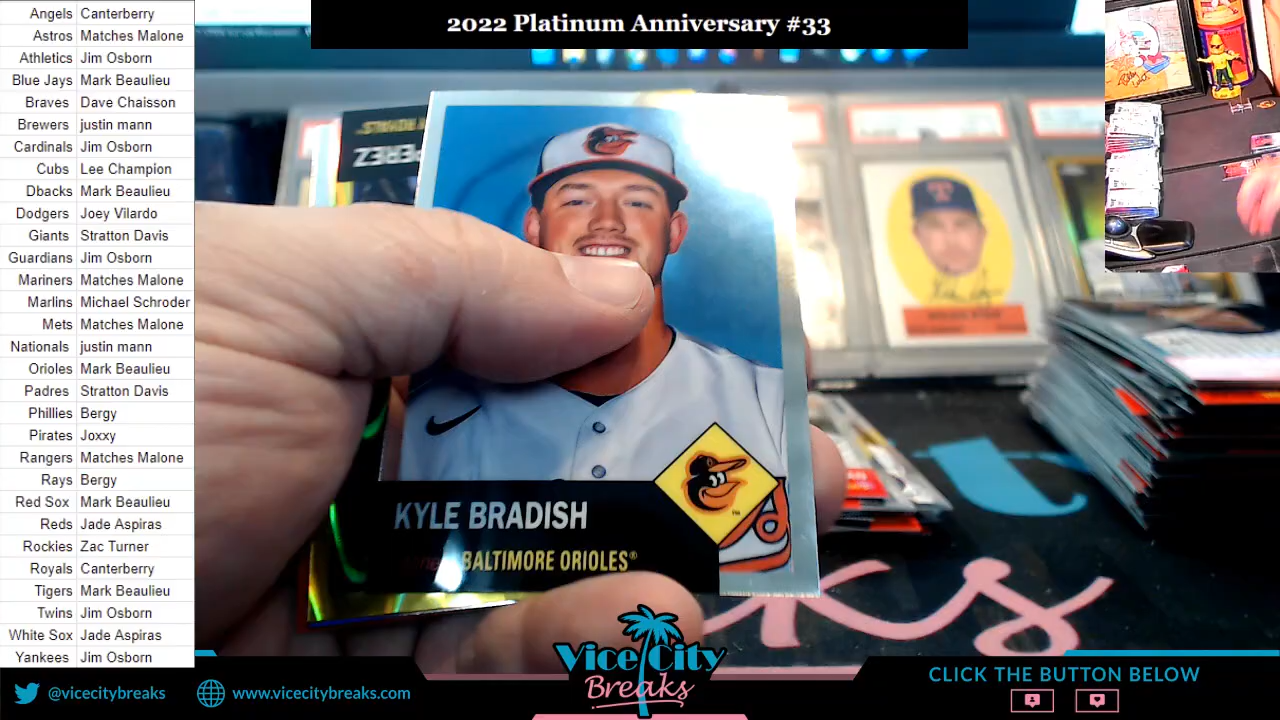 2022 Platinum Anniversary #33
Angels Canterberry
Astros Matches Malone
Athletics Jim Osborn
Blue Jays Mark Beaulieu
Braves Dave Chaisson
Brewers justin mann
Cardinals Jim Osborn
Cubs Lee Champion
Dbacks Mark Beaulieu
Dodgers Joey Vilardo
Giants Stratton Davis
Guardians Jim Osborn
Mariners Matches Malone
Marlins Michael Schroder
Mets Matches Malone
Nationals justin mann
Orioles Mark Beaulieu
Padres Stratton Davis
Phillies Bergy
Pirates Joxxy
Rangers Matches Malone
Rays Bergy
Red Sox Mark Beaulieu
Reds Jade Aspiras
Rockies Zac Turner
Royals Canterberry
Tigers Mark Beaulieu
Twins Jim Osborn
White Sox Jade Aspiras
Yankees Jim Osborn
EREZ
KYLE BRADISH
BALTIMORE ORIOLES®
@vicecitybreaks
www.vicecitybreaks.com
Vice City
Breaks
CLICK THE BUTTON BELOW